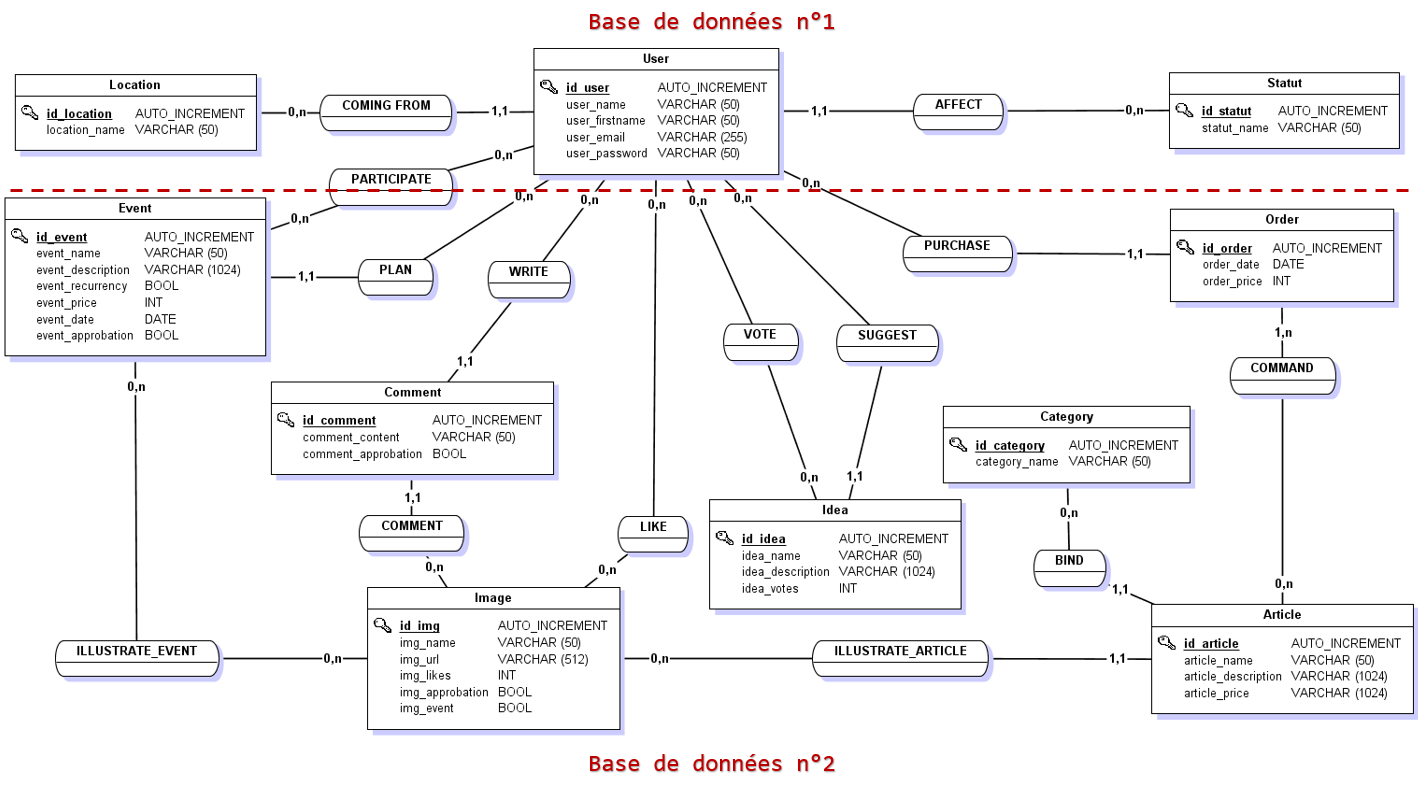 Base de données n°1
Location
id_location AUTO_INCREMENT
location_name VARCHAR (50)
0,n
COMING FROM
1,1
User
id_user AUTO_INCREMENT
user_name VARCHAR (50)
user_firstname VARCHAR (50)
user_email VARCHAR (255)
user_password VARCHAR (50)
1,1
AFFECT
0,n
Statut
id_statut AUTO_INCREMENT
statut_name VARCHAR (50)
0,n
PARTICIPATE
0,n
Event
id_event AUTO_INCREMENT
event_name VARCHAR (50)
event_description VARCHAR (1024)
event_recurrency BOOL
event_price INT
event_date DATE
event_approbation BOOL
0,n
PLAN
1,1
0,n
WRITE
1,1
0,n
0,n
VOTE
0,n
0,n
SUGGEST
1,1
0,n
PURCHASE
1,1
Order
id_order AUTO_INCREMENT
order_date DATE
order_price INT
1,n
COMMAND
0,n
0,n
Comment
id_comment AUTO_INCREMENT
comment_content VARCHAR (50)
comment_approbation BOOL
1,1
COMMENT
0,n
LIKE
0,n
Category
id_category AUTO_INCREMENT
category_name VARCHAR (50)
0,n
BIND
1,1
Idea
id_idea AUTO_INCREMENT
idea_name VARCHAR (50)
idea_description VARCHAR (1024)
idea_votes INT
ILLUSTRATE_EVENT
0,n
Image
id_img AUTO_INCREMENT
img_name VARCHAR (50)
img_url VARCHAR (512)
img_likes INT
img_approbation BOOL
img_event BOOL
0,n
ILLUSTRATE_ARTICLE
1,1
Article
id_article AUTO_INCREMENT
article_name VARCHAR (50)
article_description VARCHAR (1024)
article_price VARCHAR (1024)
Base de données n°2